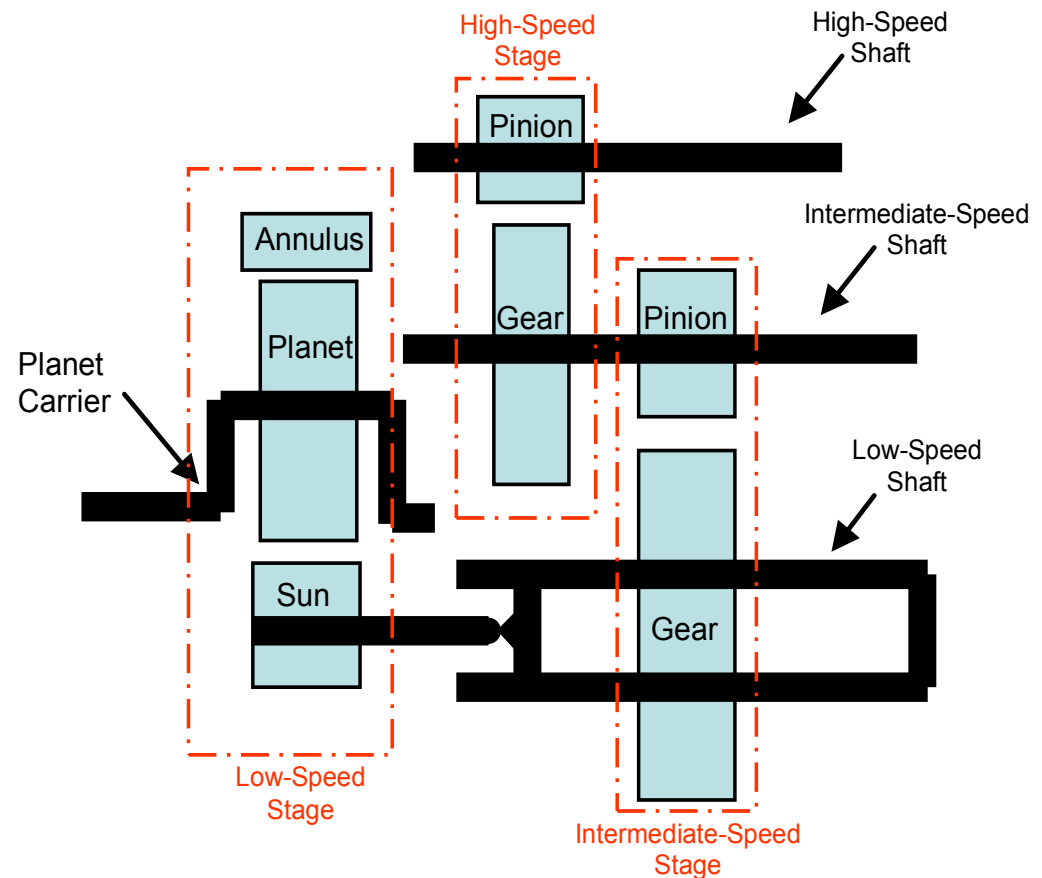 High-Speed
Stage
High-Speed
Shaft
Pinion
Intermediate-Speed
Shaft
Annulus
Gear
Pinion
Planet
Planet
Carrier
Low-Speed
Shaft
Sun
Gear
Low-Speed
Stage
Intermediate-Speed
Stage